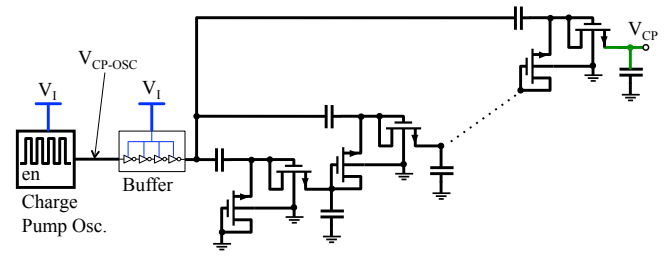 V_CP
V_CP-OSC
V_I
V_I
en
Buffer
Charge
Pump Osc.